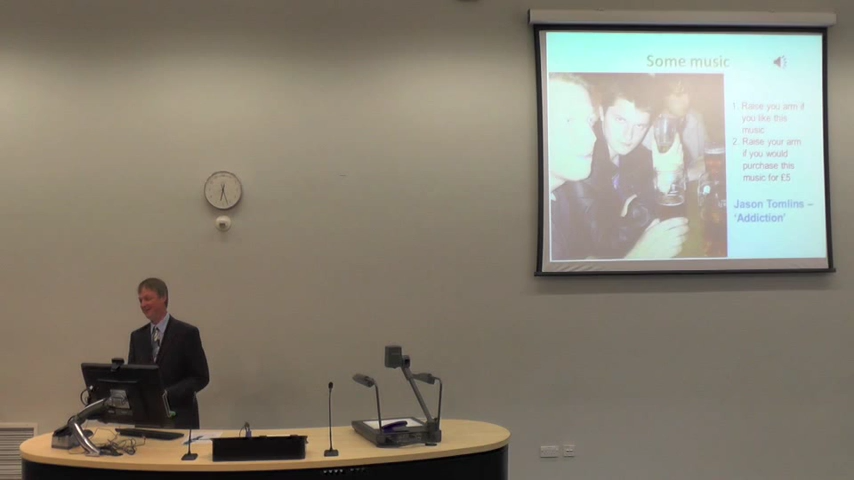 Some music
1. Raise you arm if
you like this
music
2. Raise your arm
if you would
purchase this
music for £5
Jason Tomlins –
'Addiction'